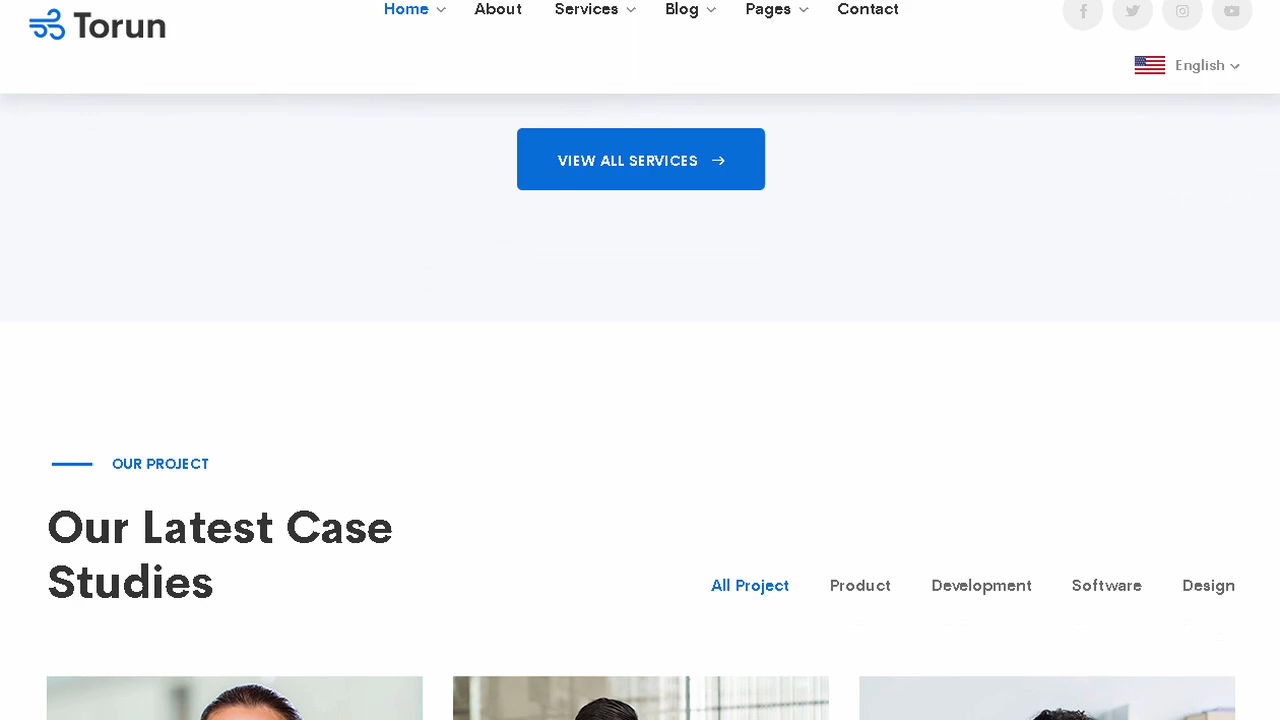 Torun
Home About Services Blog Pages Contact
English
VIEW ALL SERVICES
OUR PROJECT
Our Latest Case
Studies
All Project Product Development Software Design